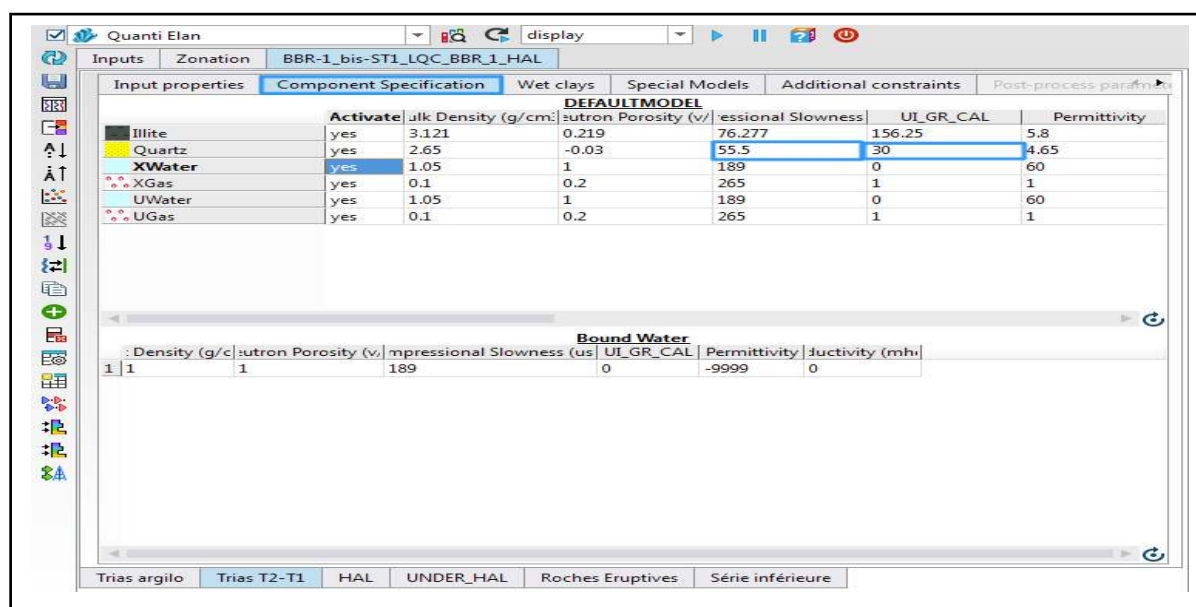 Quanti Elan display
Inputs Zonation BBR-1_bis-ST1_LQC_BBR_1_HAL
Input properties Component Specification Wet clays Special Models Additional constraints Post-process paramete
DEFAULTMODEL
Activate ulk Density (g/cm3 eutron Porosity (v/ essional Slowness UI_GR_CAL Permittivity
Illite yes 3.121 0.219 76.277 156.25 5.8
Quartz yes 2.65 -0.03 55.5 30 4.65
XWater yes 1.05 1 189 0 60
XGas yes 0.1 0.2 265 1 1
UWater yes 1.05 1 189 0 60
UGas yes 0.1 0.2 265 1 1
Bound Water
: Density (g/c eutron Porosity (v/ mpressional Slowness (us UI_GR_CAL Permittivity ductivity (mho
1 1 1 189 0 -9999 0
Trias argilo Trias T2-T1 HAL UNDER_HAL Roches Eruptives Série inférieure